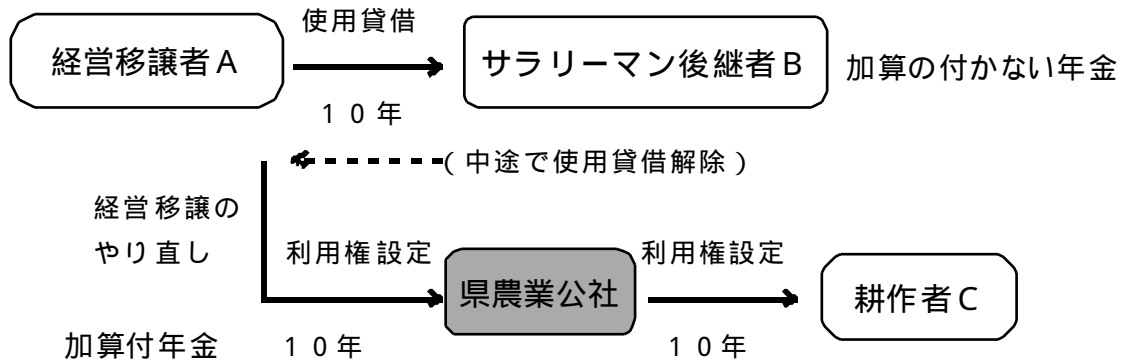 使用貸借
経営移譲者A
サラリーマン後継者B
加算の付かない年金
10年
(中途で使用貸借解除)
経営移譲の
やり直し
利用権設定
県農業公社
利用権設定
耕作者C
加算付年金
10年
10年